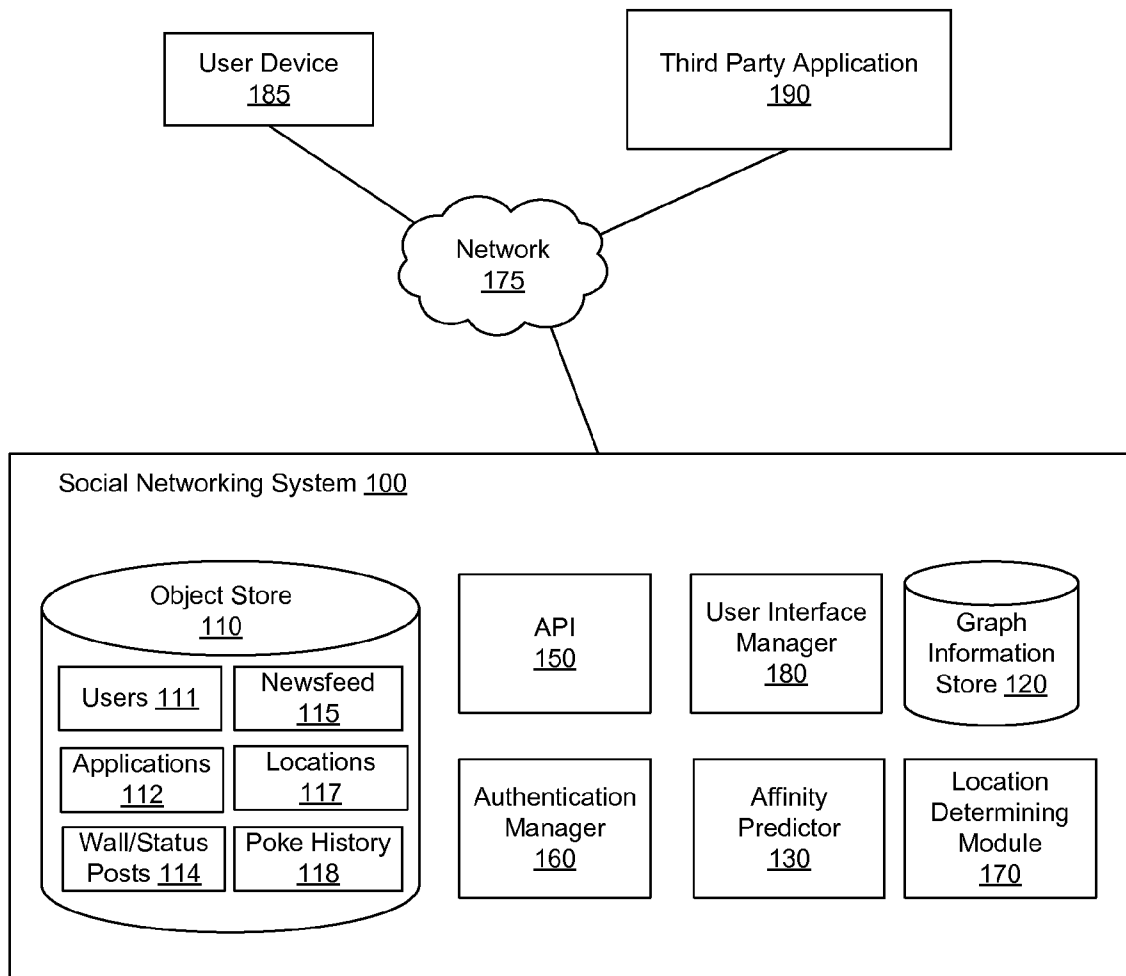 User Device
185
Third Party Application
190
Network
175
Social Networking System 100
Object Store
110
Users 111
Newsfeed
115
Applications
112
Locations
117
Wall/Status
Posts 114
Poke History
118
API
150
User Interface
Manager
180
Graph
Information
Store 120
Authentication
Manager
160
Affinity
Predictor
130
Location
Determining
Module
170